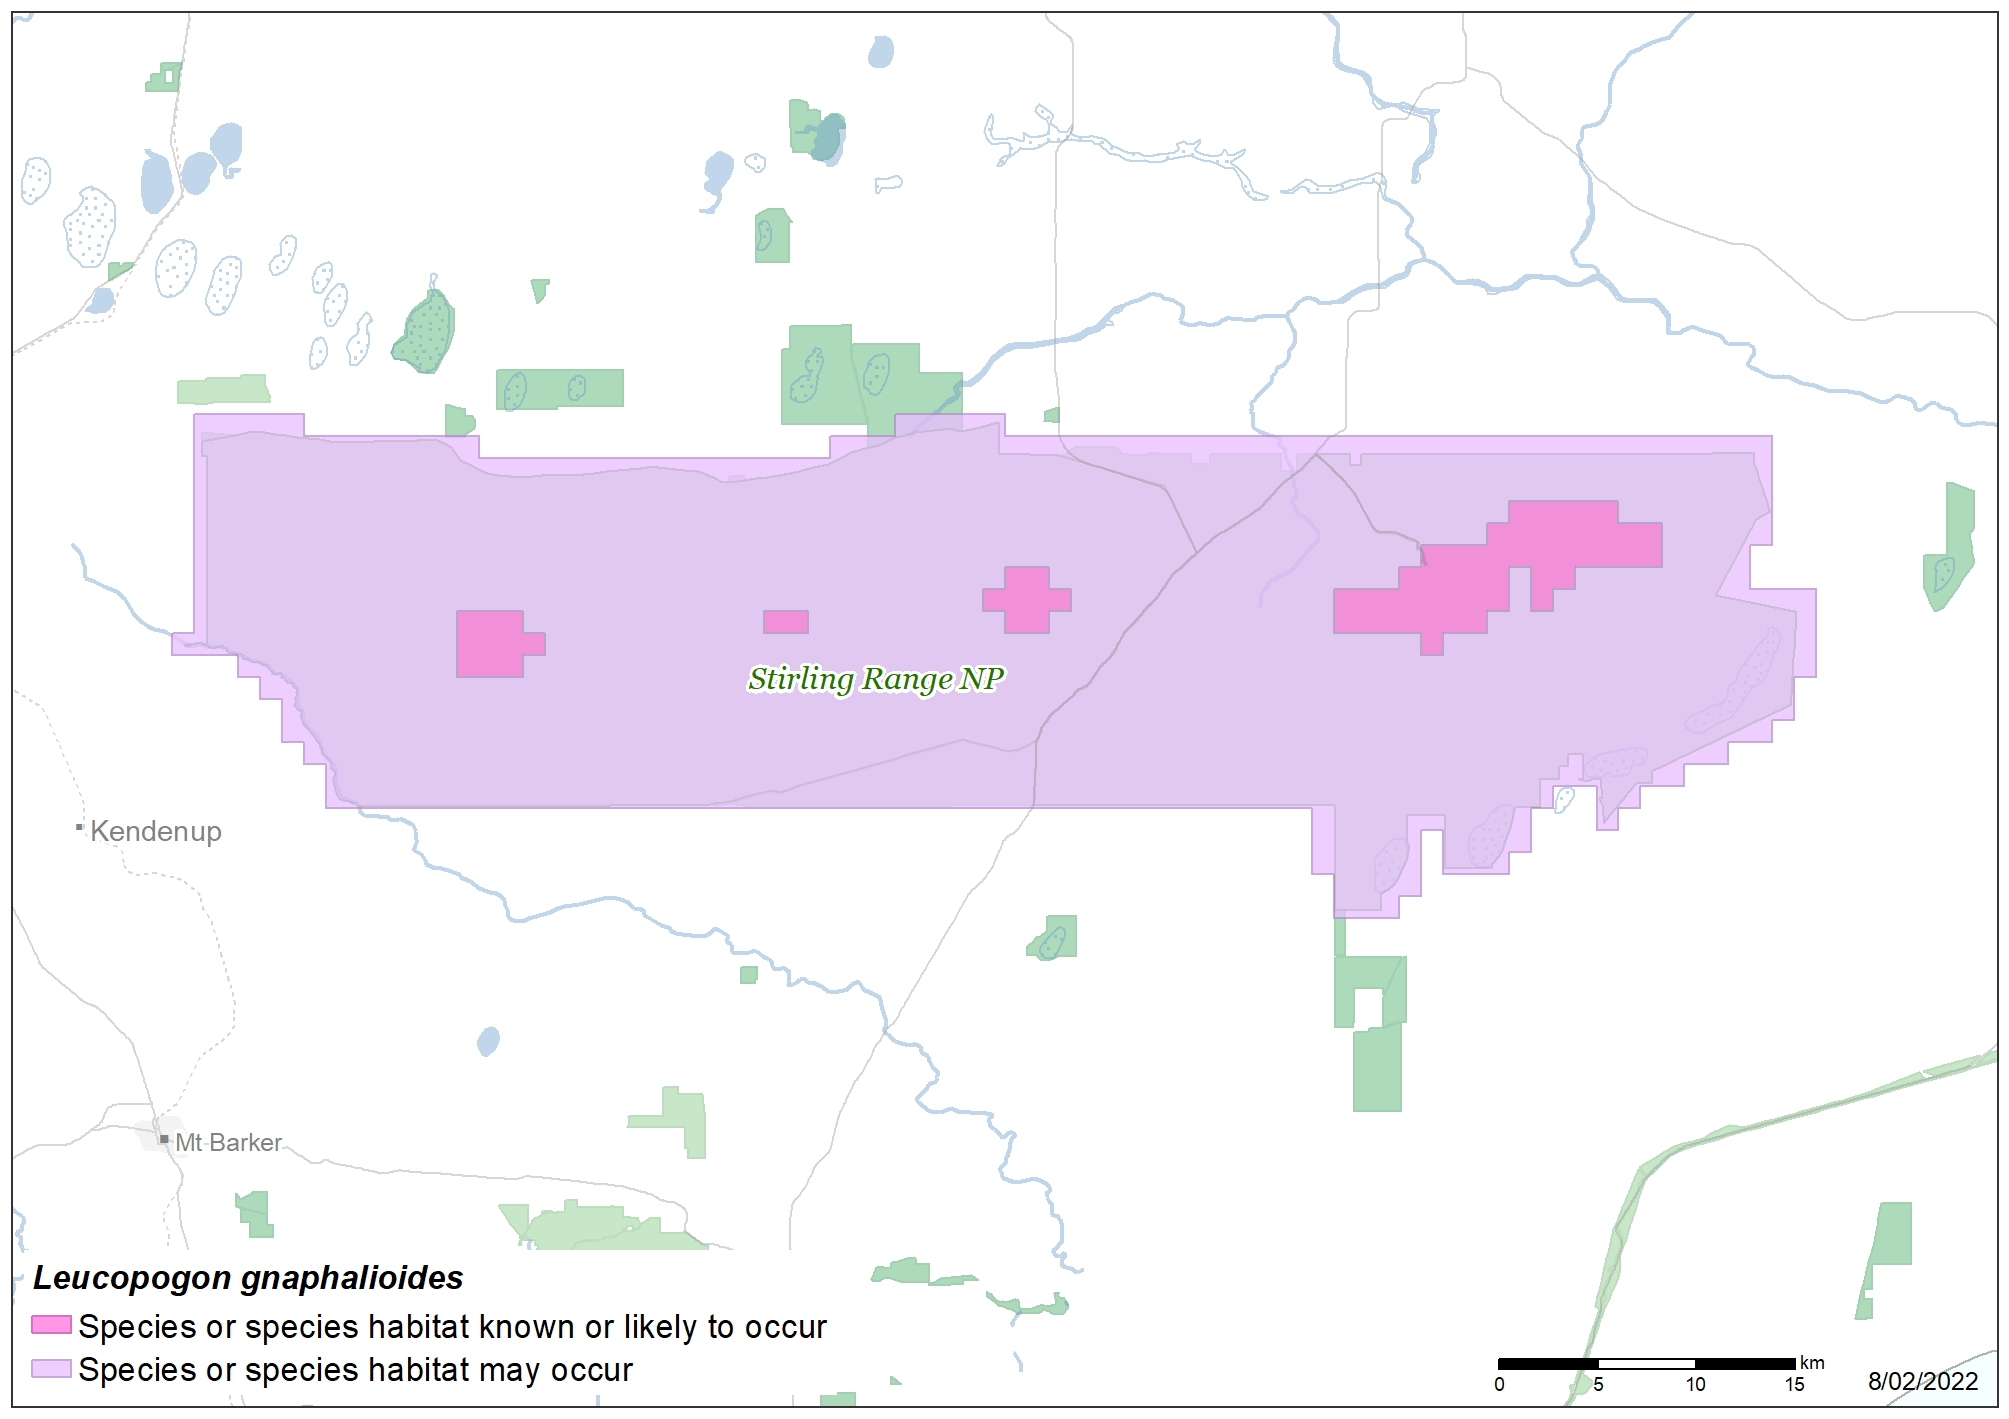 Stirling Range NP
Kendenup
Mt Barker
Leucopogon gnaphalioides
Species or species habitat known or likely to occur
Species or species habitat may occur
km
0 5 10 15
8/02/2022